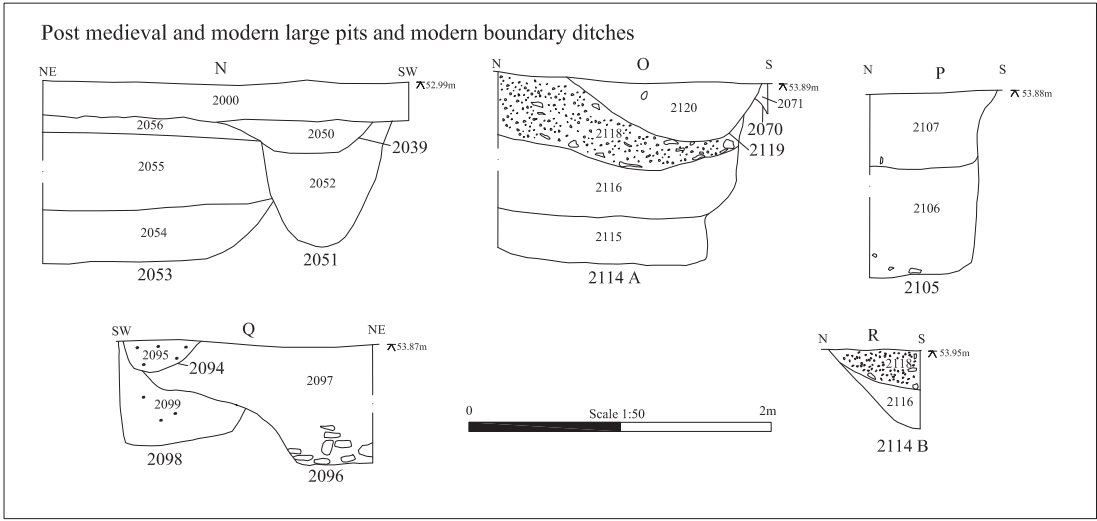 Post medieval and modern large pits and modern boundary ditches
NE N SW
52.99m
2000
2056
2050
2039
2055
2052
2054
2051
2053
N O S
53.89m
2071
2120
2070
2118
2119
2116
2115
2114 A
N P S
53.88m
2107
2106
2105
SW Q NE
53.87m
2095
2094
2097
2099
2098
2096
0 Scale 1:50 2m
N R S
53.95m
2118
2116
2114 B